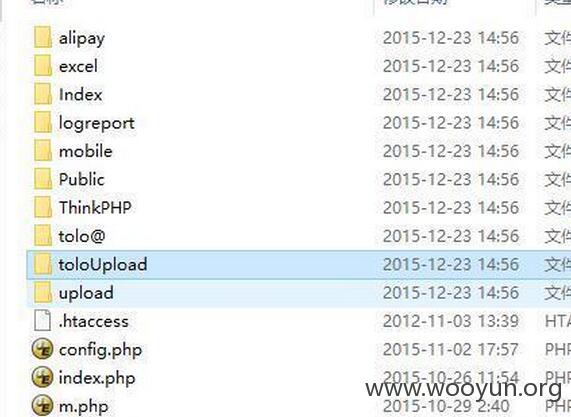 alipay 2015-12-23 14:56 文件
excel 2015-12-23 14:56 文件
Index 2015-12-23 14:56 文件
logreport 2015-12-23 14:56 文件
mobile 2015-12-23 14:56 文件
Public 2015-12-23 14:56 文件
ThinkPHP 2015-12-23 14:56 文件
tolo@ 2015-12-23 14:56 文件
toloUpload 2015-12-23 14:56 文件
upload 2015-12-23 14:56 文件
.htaccess 2012-11-03 13:39 HTA
config.php 2015-11-02 17:57 PHP
index.php 2015-10-26 11:54 PHP
m.php 2015-10-29 2:40 PHP
www.wooyun.org